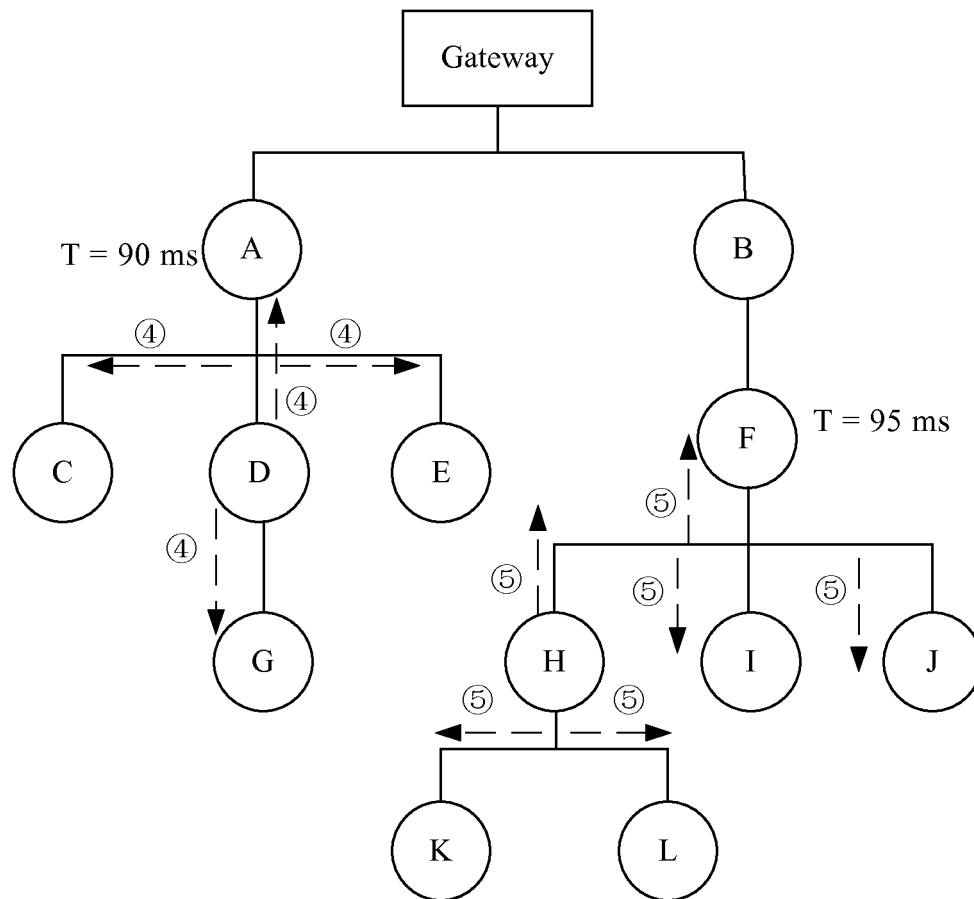 Gateway
A
B
T = 90 ms
④
④
④
F
T = 95 ms
C
D
E
⑤
④
⑤
⑤
⑤
G
H
I
J
⑤
⑤
K
L